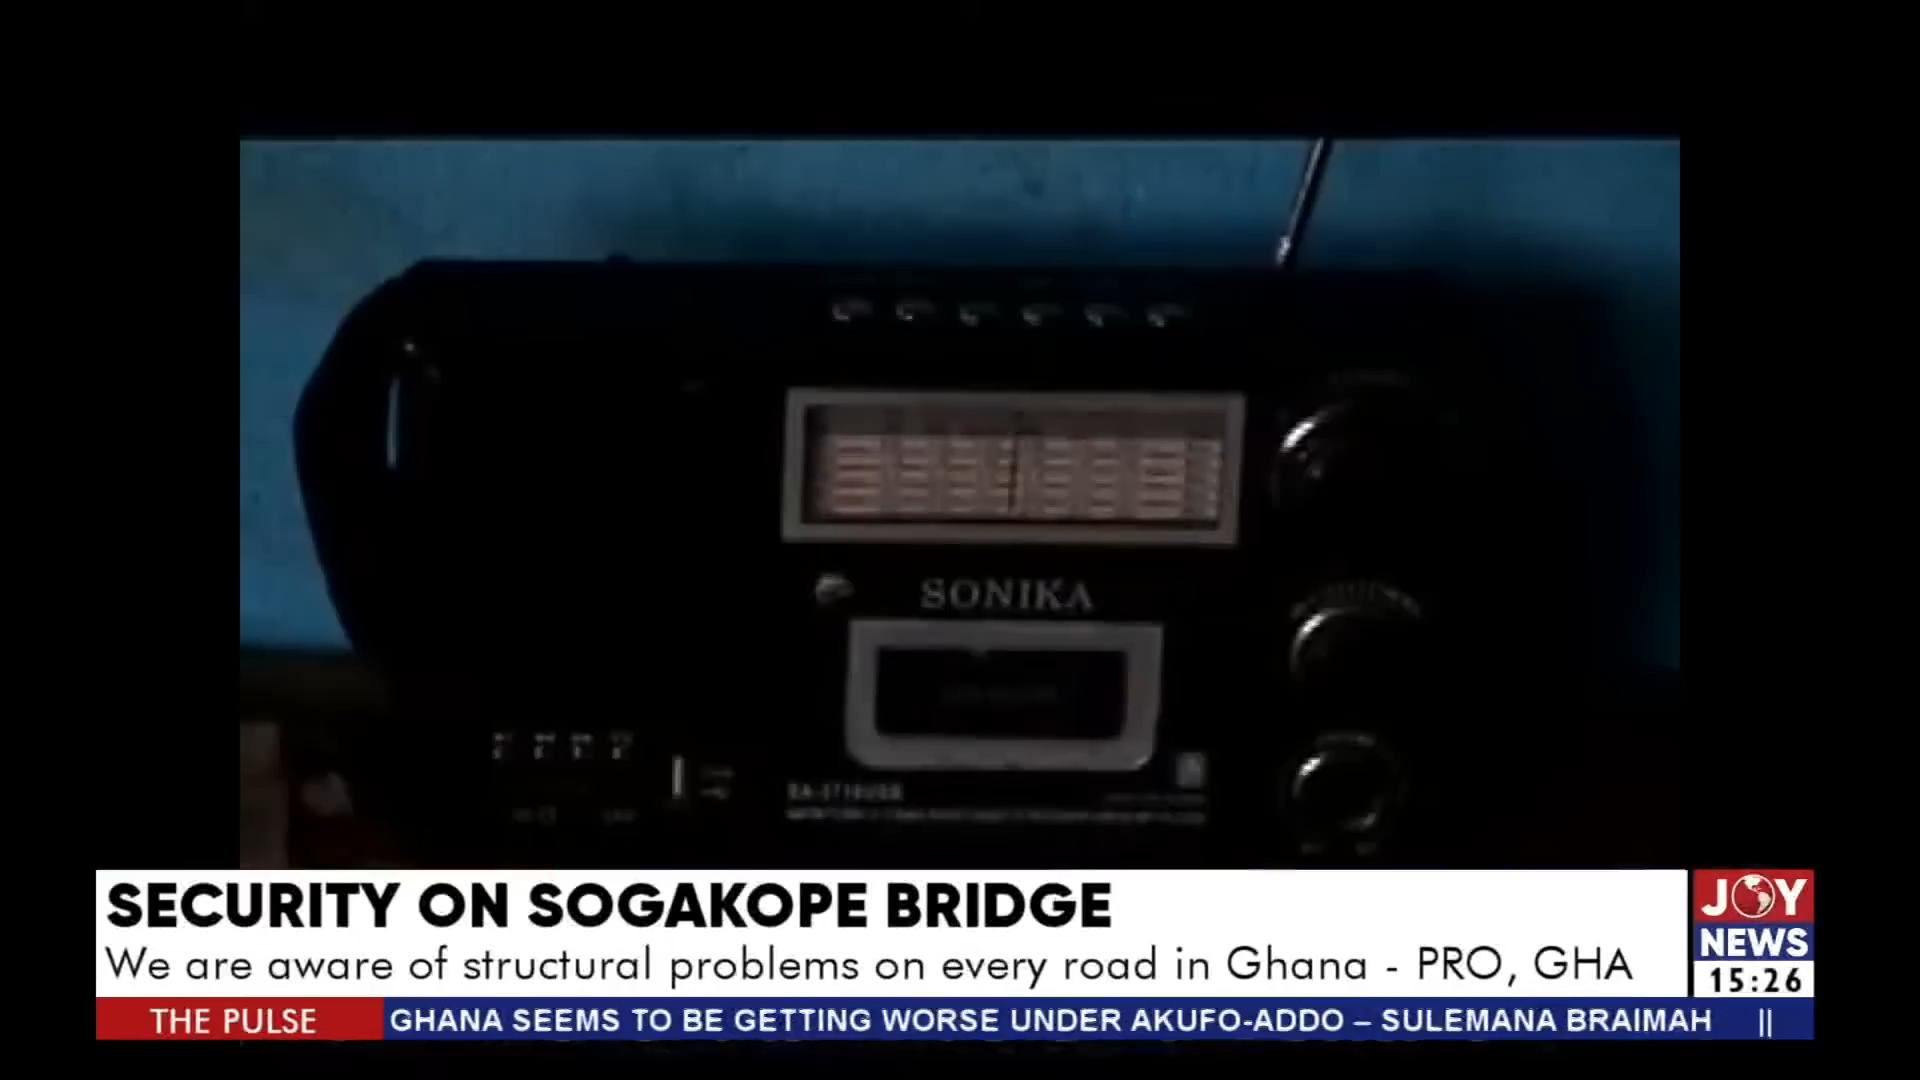 SONIKA
SECURITY ON SOGAKOPE BRIDGE
We are aware of structural problems on every road in Ghana - PRO, GHA
JOY
NEWS
15:26
THE PULSE
GHANA SEEMS TO BE GETTING WORSE UNDER AKUFO-ADDO – SULEMANA BRAIMAH ||